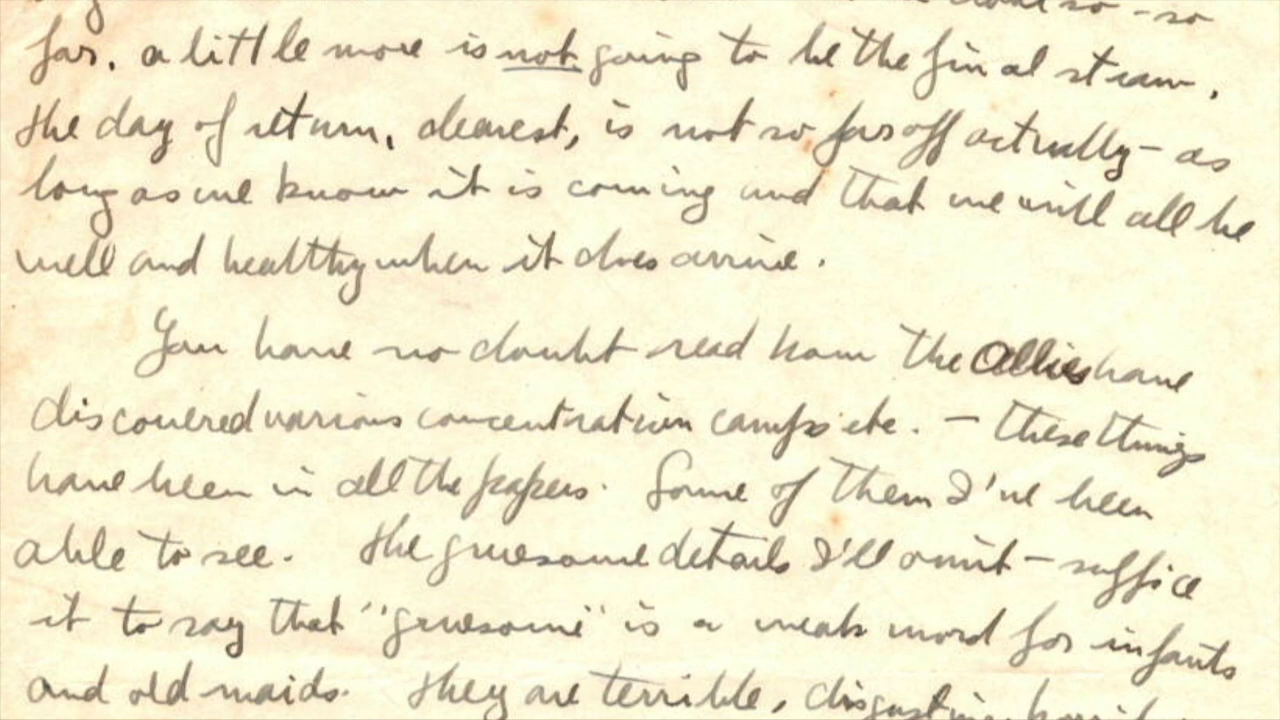 so - so
far, a little more is not going to be the final straw.
The day of return, dearest, is not so far off actually - as
long as we know it is coming and that we will all be
well and healthy when it does arrive.
You have no doubt read how the Allies have
discovered various concentration camps etc. - these things
have been in all the papers. Some of them I've been
able to see. The gruesome details I'll omit - suffice
it to say that "gruesome" is a weak word for infants
and old maids. They are terrible, disgusting,